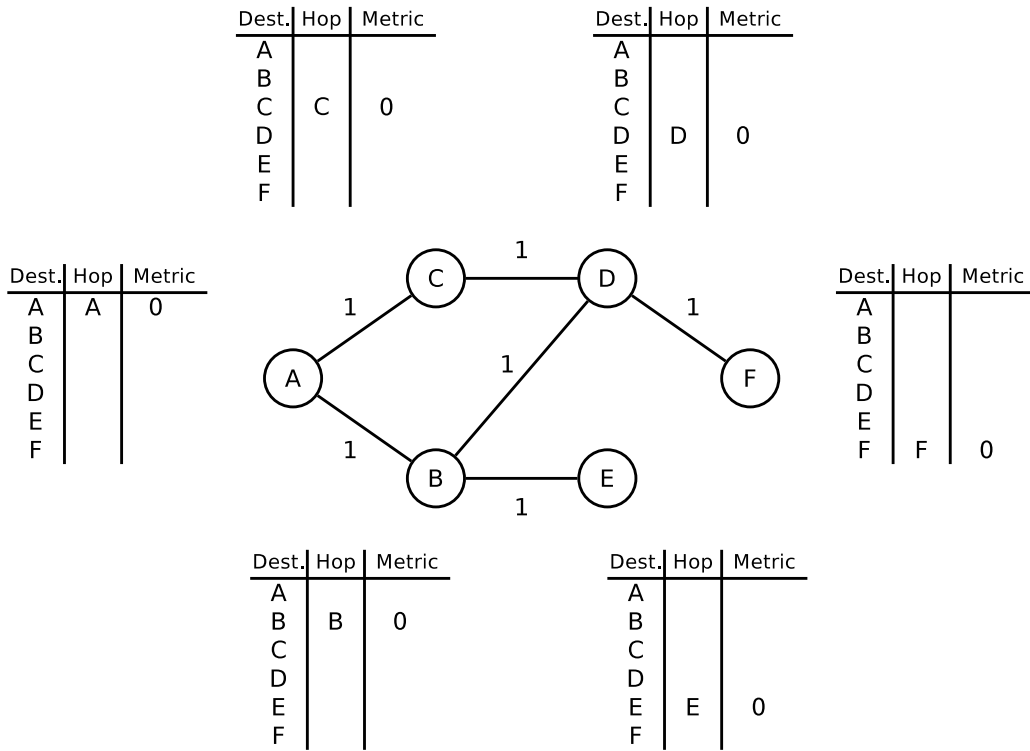 Dest. Hop Metric
A
B
C C 0
D
E
F
Dest. Hop Metric
A
B
C
D D 0
E
F
Dest. Hop Metric
A A 0
B
C
D
E
F
1
C
D
1
1
1
A
F
1
B
E
1
Dest. Hop Metric
A
B
C
D
E
F F 0
Dest. Hop Metric
A
B B 0
C
D
E
F
Dest. Hop Metric
A
B
C
D
E E 0
F